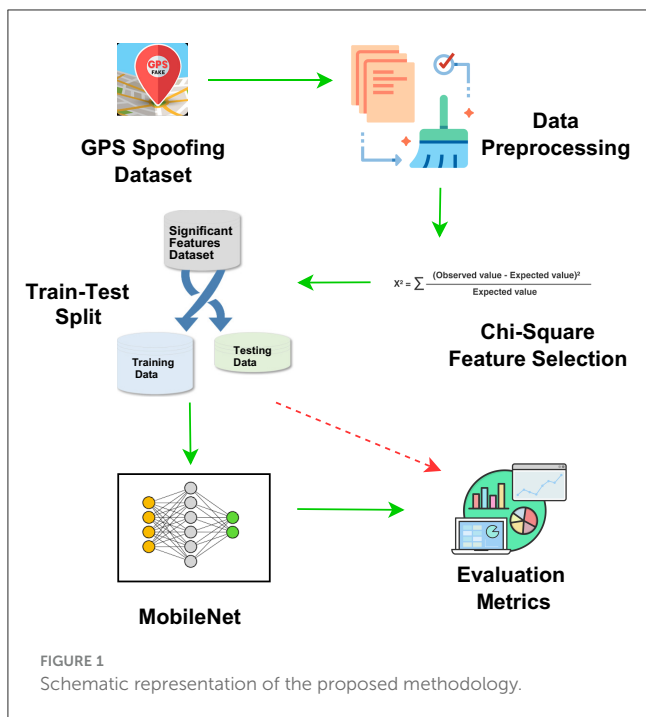 GPS
FAKE
GPS Spoofing
Dataset
Data
Preprocessing
Significant
Features
Dataset
Train-Test
Split
Training
Data
Testing
Data
X² = ∑ (Observed value - Expected value)²
Expected value
Chi-Square
Feature Selection
MobileNet
Evaluation
Metrics
FIGURE 1
Schematic representation of the proposed methodology.